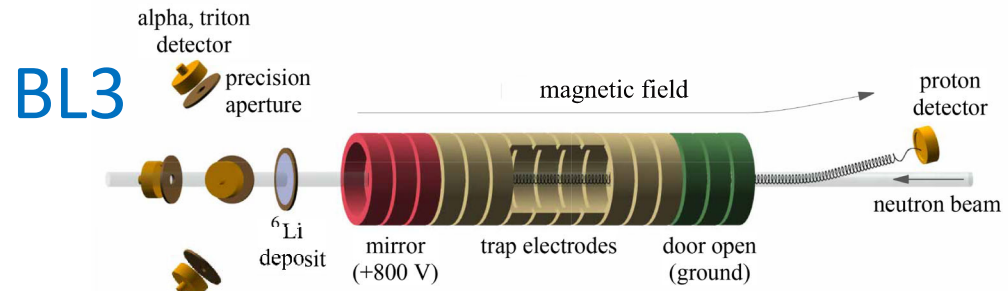 alpha, triton
detector
BL3
precision
aperture
magnetic field
proton
detector
neutron beam
⁶Li
deposit
mirror
(+800 V)
trap electrodes
door open
(ground)